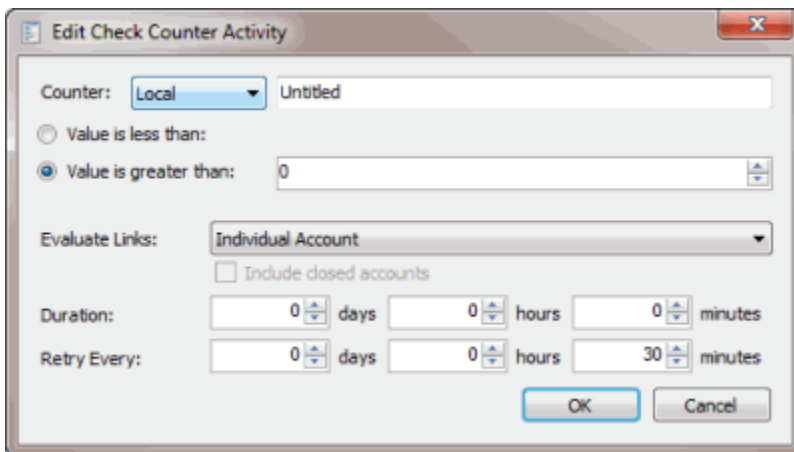 Edit Check Counter Activity
Counter: Local Untitled
Value is less than:
Value is greater than: 0
Evaluate Links: Individual Account
Include closed accounts
Duration: 0 days 0 hours 0 minutes
Retry Every: 0 days 0 hours 30 minutes
OK Cancel